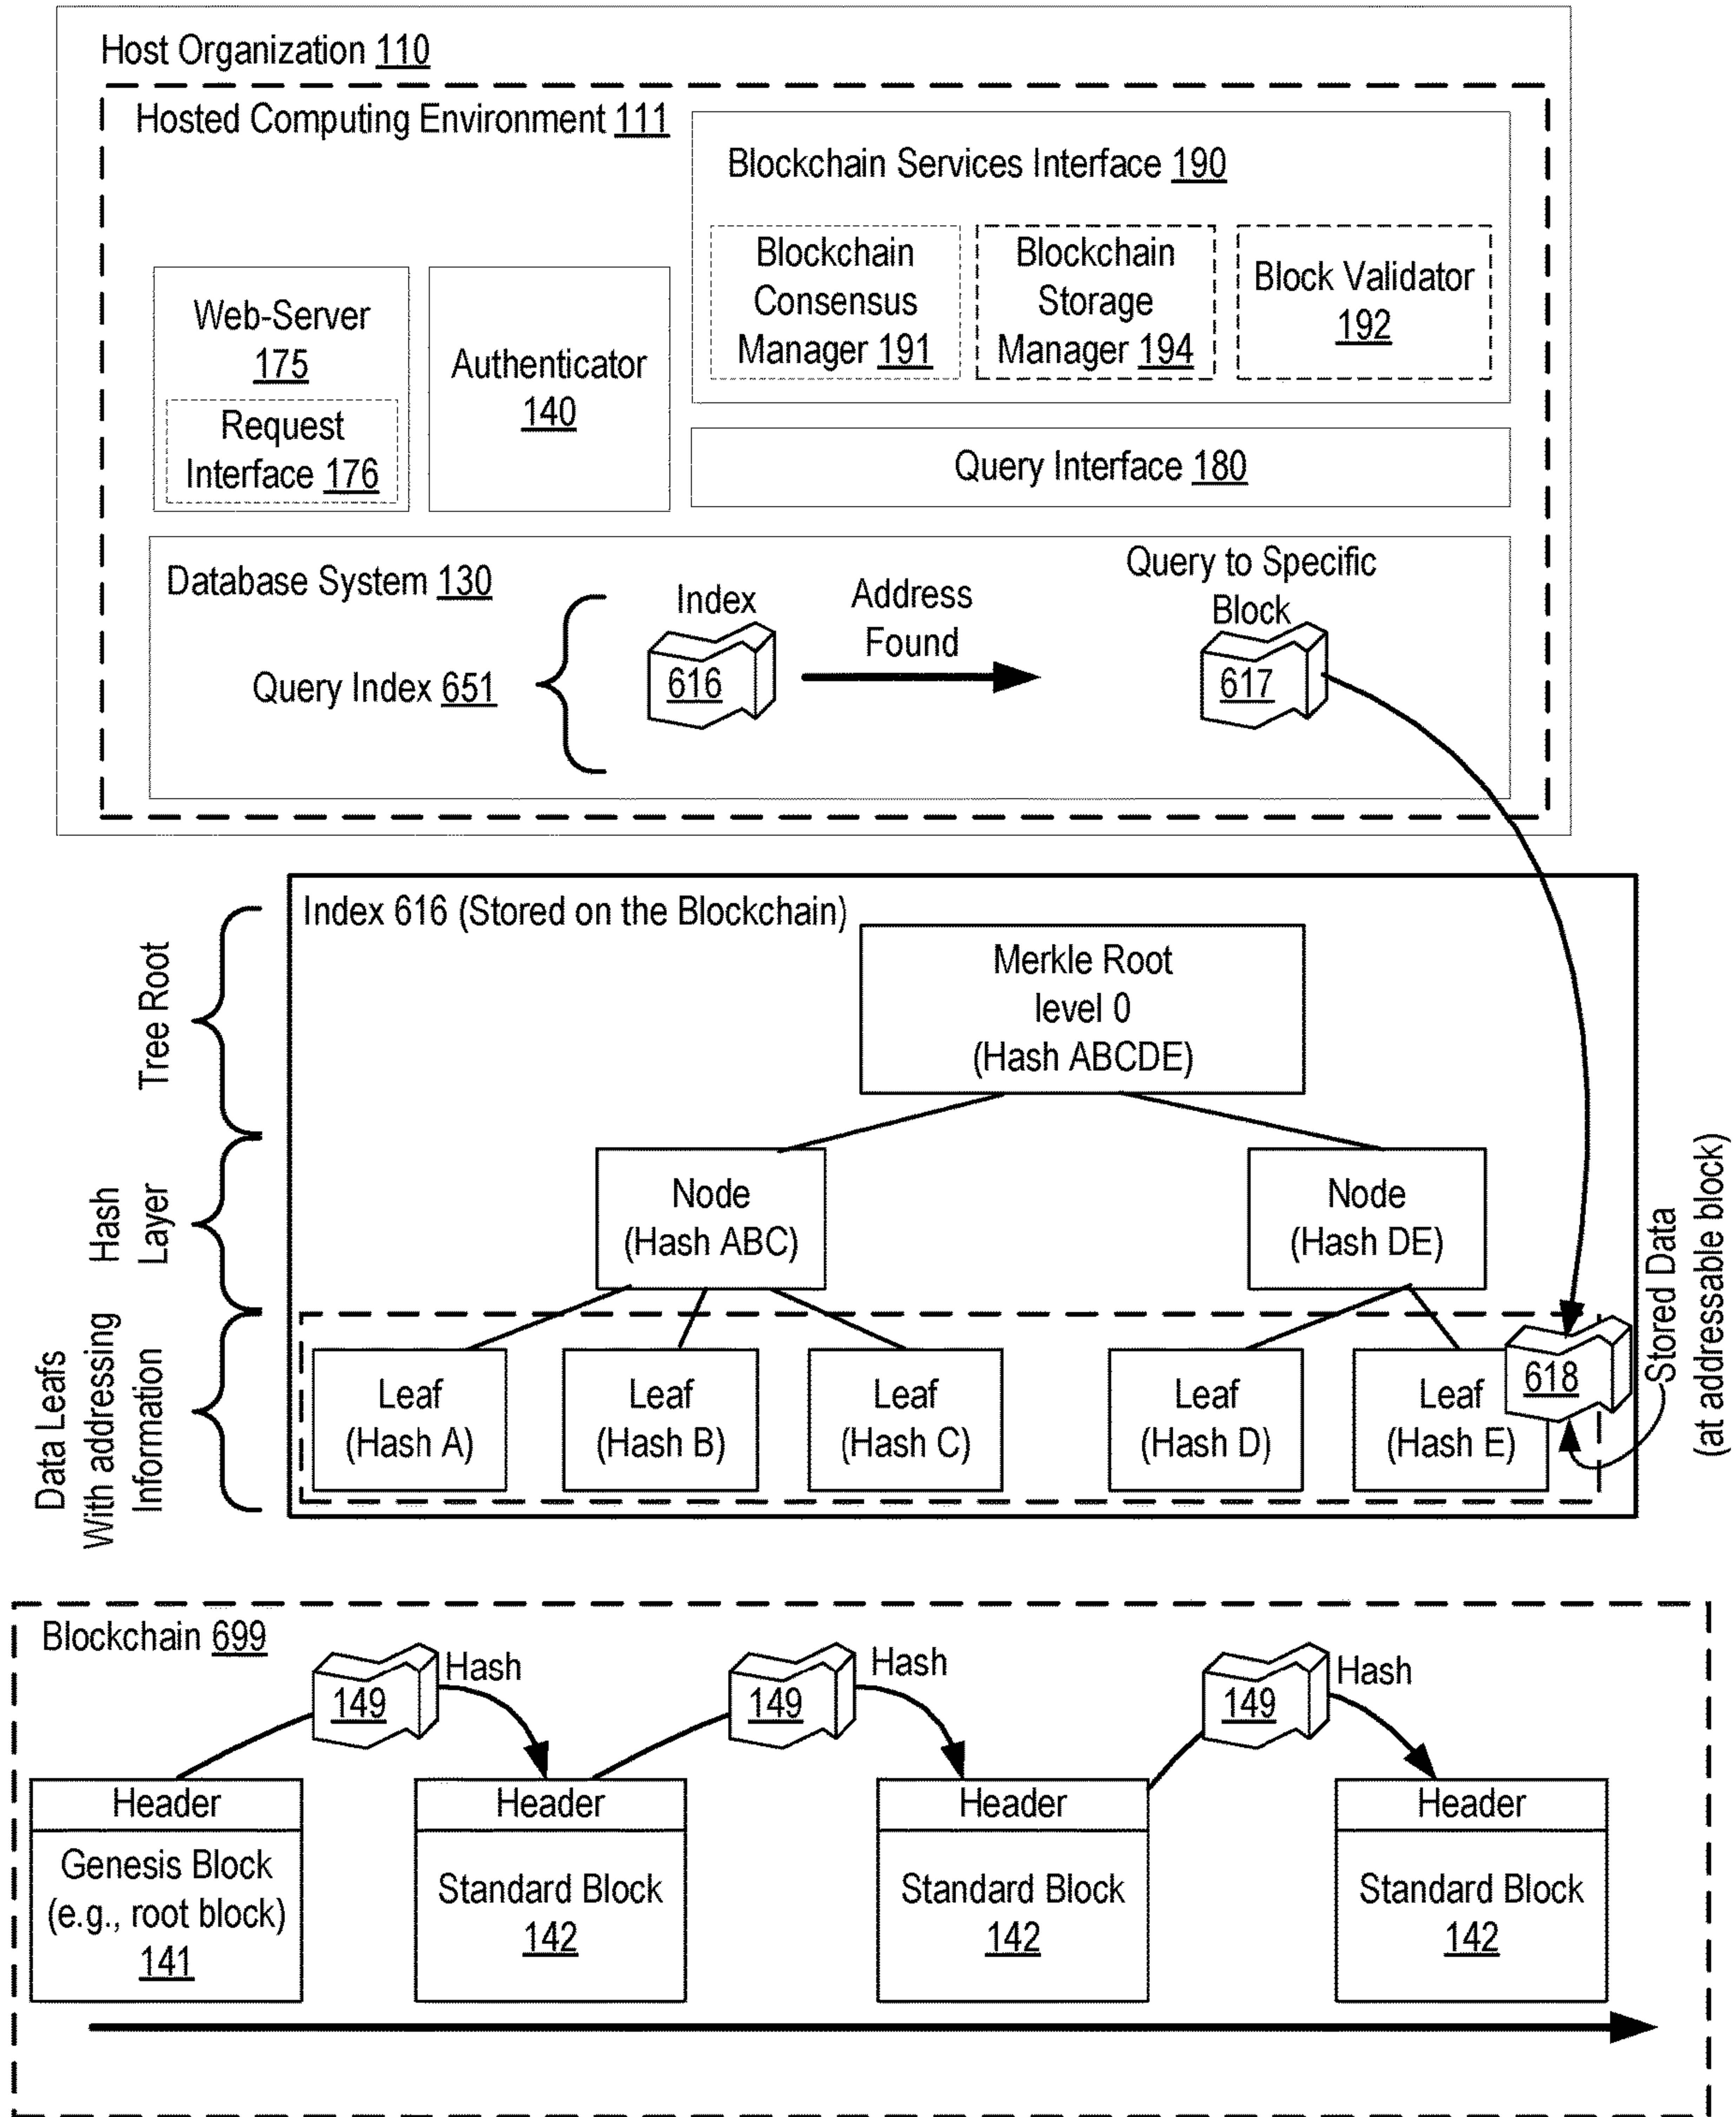 Host Organization 110
Hosted Computing Environment 111
Blockchain Services Interface 190
Blockchain
Consensus
Manager 191
Blockchain
Storage
Manager 194
Block Validator
192
Web-Server
175
Request
Interface 176
Authenticator
140
Query Interface 180
Database System 130
Query Index 651
Index
616
Address
Found
Query to Specific
Block
617
Index 616 (Stored on the Blockchain)
Tree Root
Merkle Root
level 0
(Hash ABCDE)
Hash
Layer
Node
(Hash ABC)
Node
(Hash DE)
Data Leafs
With addressing
Information
Leaf
(Hash A)
Leaf
(Hash B)
Leaf
(Hash C)
Leaf
(Hash D)
Leaf
(Hash E)
618
Stored Data
(at addressable block)
Blockchain 699
149
Hash
149
Hash
149
Hash
Header
Genesis Block
(e.g., root block)
141
Header
Standard Block
142
Header
Standard Block
142
Header
Standard Block
142